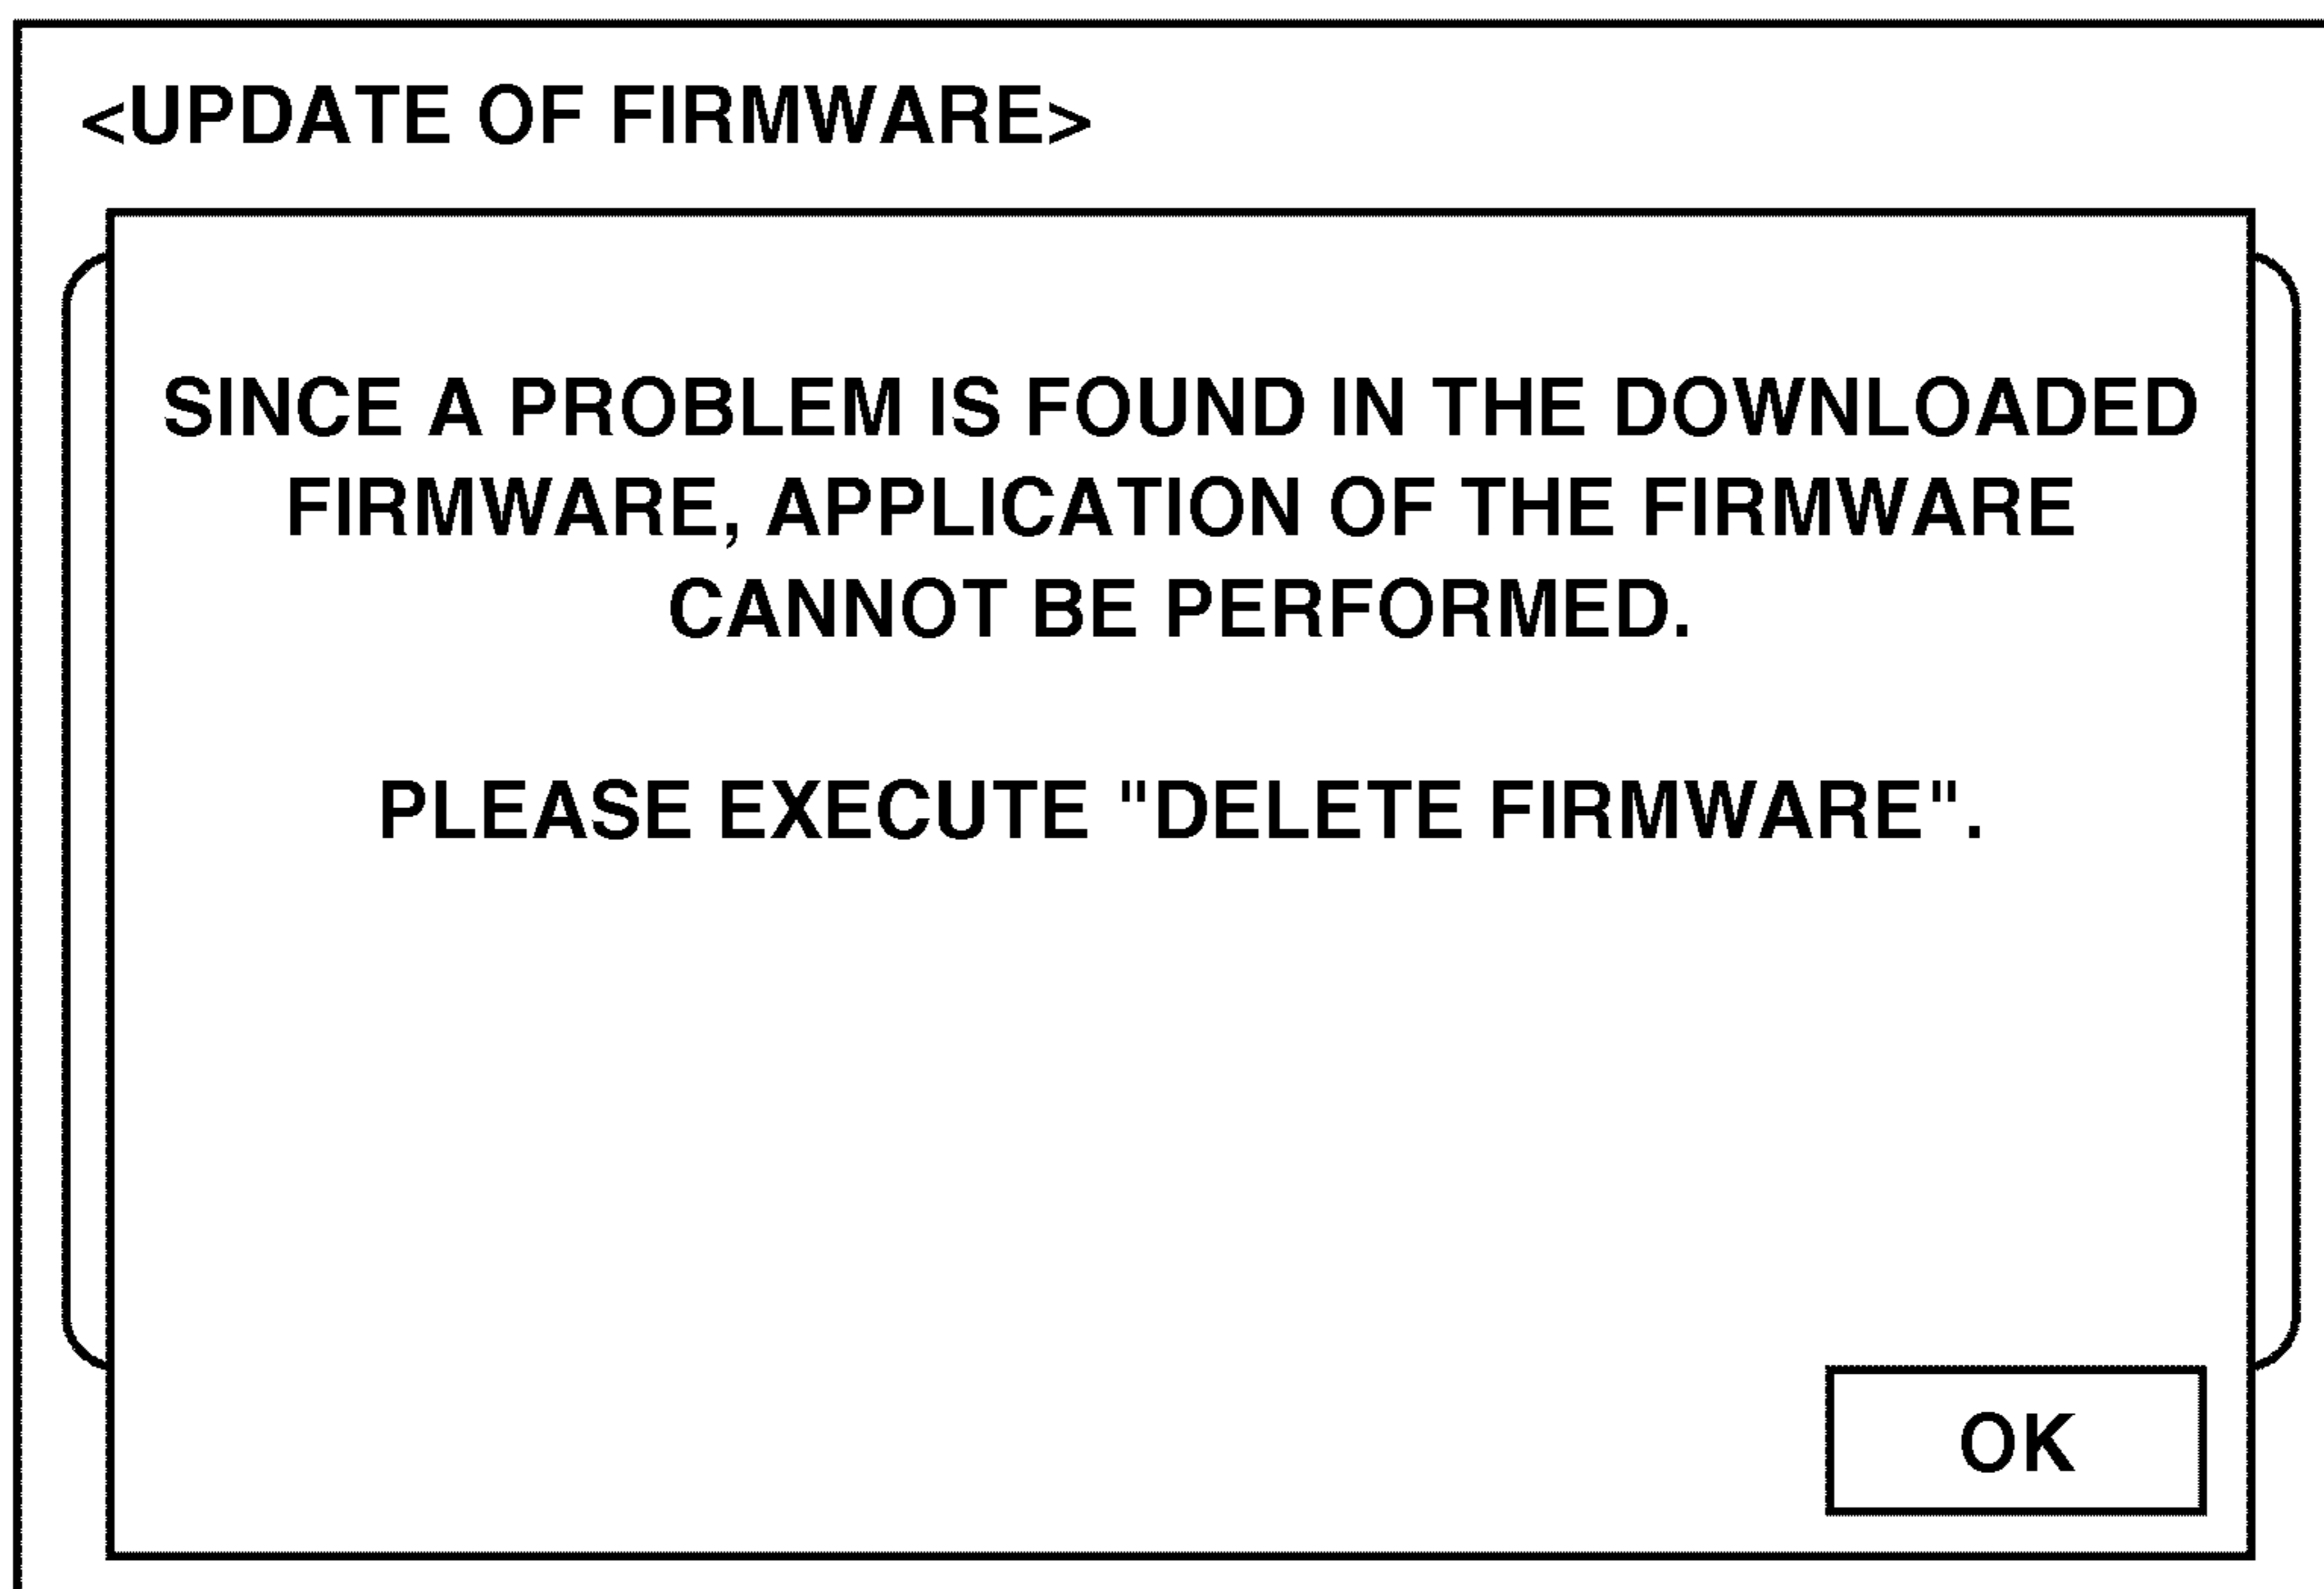 <UPDATE OF FIRMWARE>
SINCE A PROBLEM IS FOUND IN THE DOWNLOADED
FIRMWARE, APPLICATION OF THE FIRMWARE
CANNOT BE PERFORMED.
PLEASE EXECUTE "DELETE FIRMWARE".
OK